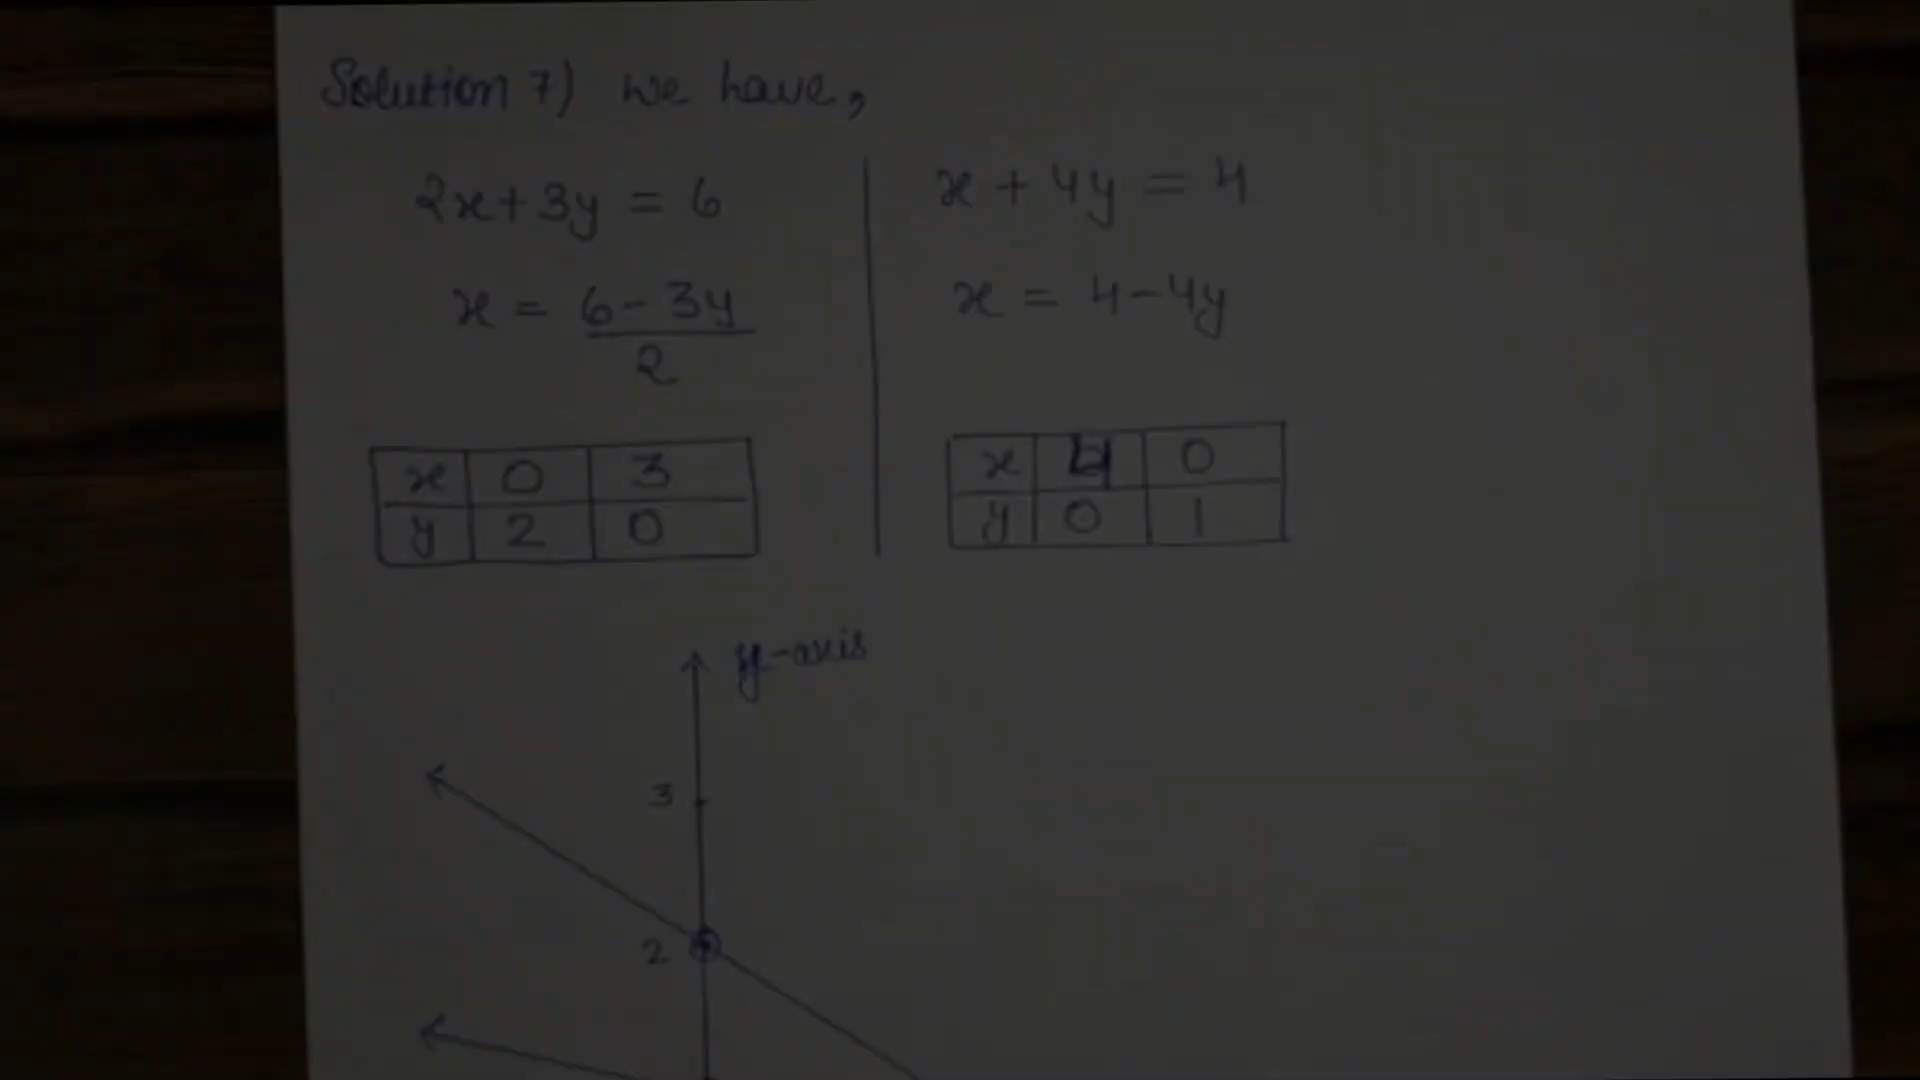 Solution 7) we have,
2x+3y = 6
x = 6-3y
2
x 0 3
y 2 0
x + 4y = 4
x = 4-4y
x 4 0
y 0 1
y-axis
3
2